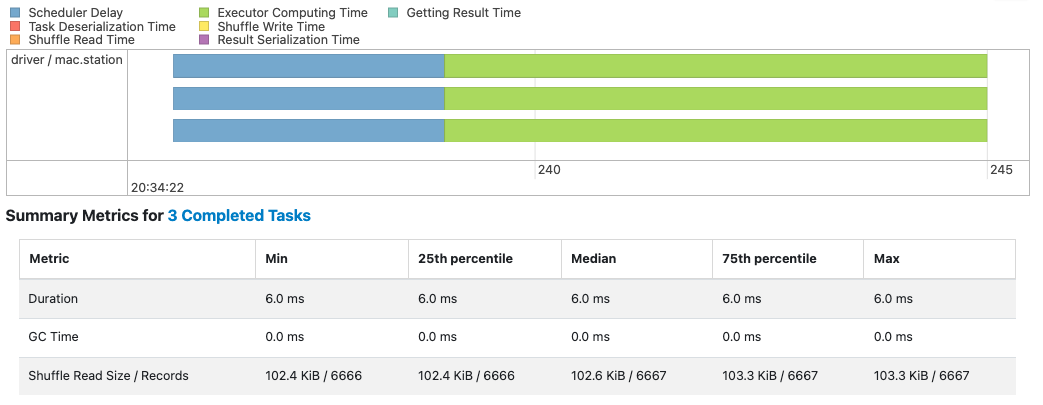 Scheduler Delay Executor Computing Time Getting Result Time
Task Deserialization Time Shuffle Write Time
Shuffle Read Time Result Serialization Time
driver / mac.station
240 245
20:34:22
Summary Metrics for 3 Completed Tasks
Metric Min 25th percentile Median 75th percentile Max
Duration 6.0 ms 6.0 ms 6.0 ms 6.0 ms 6.0 ms
GC Time 0.0 ms 0.0 ms 0.0 ms 0.0 ms 0.0 ms
Shuffle Read Size / Records 102.4 KiB / 6666 102.4 KiB / 6666 102.6 KiB / 6667 103.3 KiB / 6667 103.3 KiB / 6667